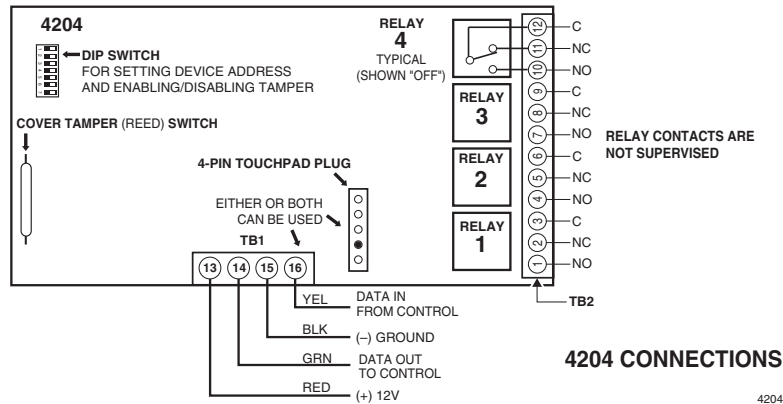 4204
DIP SWITCH
FOR SETTING DEVICE ADDRESS
AND ENABLING/DISABLING TAMPER
COVER TAMPER (REED) SWITCH
4-PIN TOUCHPAD PLUG
EITHER OR BOTH
CAN BE USED
TB1
13 14 15 16
RELAY
4
TYPICAL
(SHOWN "OFF")
RELAY
3
RELAY
2
RELAY
1
12 C
11 NC
10 NO
9 C
8 NC
7 NO
6 C
5 NC
4 NO
3 C
2 NC
1 NO
RELAY CONTACTS ARE
NOT SUPERVISED
TB2
YEL DATA IN
FROM CONTROL
BLK (–) GROUND
GRN DATA OUT
TO CONTROL
RED (+) 12V
4204 CONNECTIONS
4204